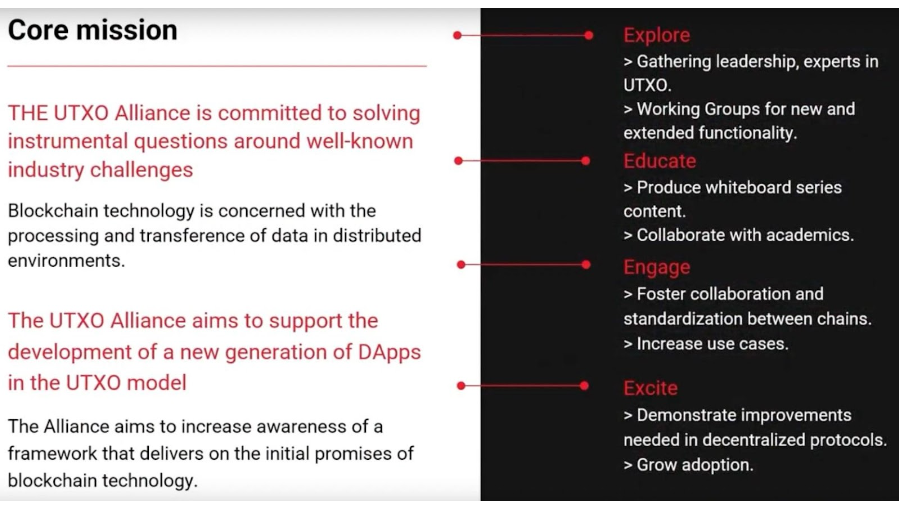 Core mission
THE UTXO Alliance is committed to solving
instrumental questions around well-known
industry challenges
Blockchain technology is concerned with the
processing and transference of data in distributed
environments.
The UTXO Alliance aims to support the
development of a new generation of DApps
in the UTXO model
The Alliance aims to increase awareness of a
framework that delivers on the initial promises of
blockchain technology.
Explore
> Gathering leadership, experts in
UTXO.
> Working Groups for new and
extended functionality.
Educate
> Produce whiteboard series
content.
> Collaborate with academics.
Engage
> Foster collaboration and
standardization between chains.
> Increase use cases.
Excite
> Demonstrate improvements
needed in decentralized protocols.
> Grow adoption.